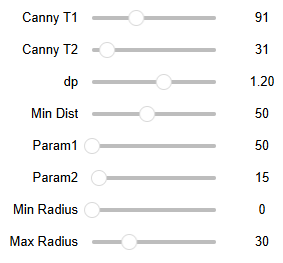 Canny T1 91
Canny T2 31
dp 1.20
Min Dist 50
Param1 50
Param2 15
Min Radius 0
Max Radius 30